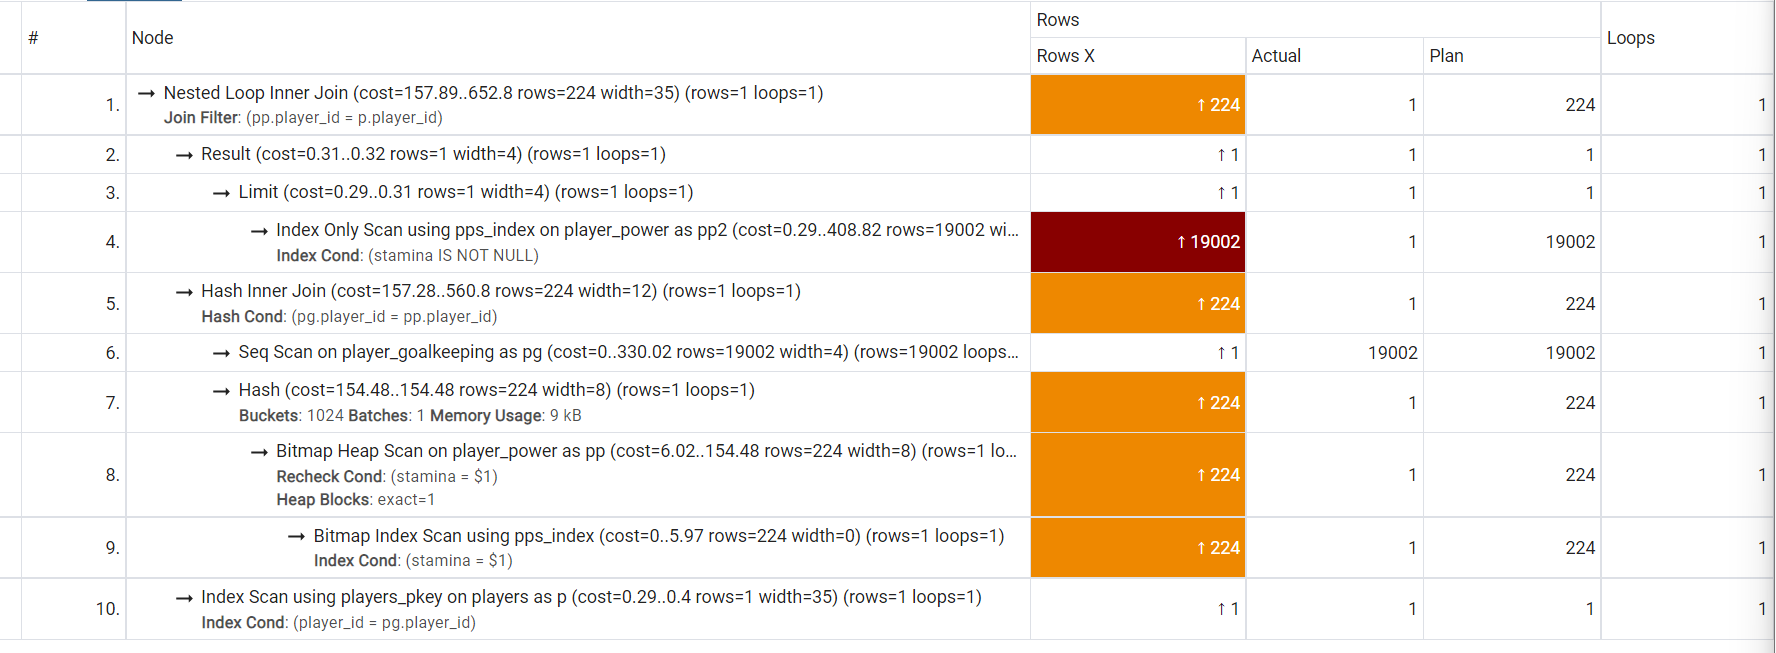 # Node Rows Loops
Rows X Actual Plan
1. → Nested Loop Inner Join (cost=157.89..652.8 rows=224 width=35) (rows=1 loops=1) ↑ 224 1 224 1
Join Filter: (pp.player_id = p.player_id)
2. → Result (cost=0.31..0.32 rows=1 width=4) (rows=1 loops=1) ↑ 1 1 1 1
3. → Limit (cost=0.29..0.31 rows=1 width=4) (rows=1 loops=1) ↑ 1 1 1 1
4. → Index Only Scan using pps_index on player_power as pp2 (cost=0.29..408.82 rows=19002 wi... ↑ 19002 1 19002 1
Index Cond: (stamina IS NOT NULL)
5. → Hash Inner Join (cost=157.28..560.8 rows=224 width=12) (rows=1 loops=1) ↑ 224 1 224 1
Hash Cond: (pg.player_id = pp.player_id)
6. → Seq Scan on player_goalkeeping as pg (cost=0..330.02 rows=19002 width=4) (rows=19002 loops... ↑ 1 19002 19002 1
7. → Hash (cost=154.48..154.48 rows=224 width=8) (rows=1 loops=1) ↑ 224 1 224 1
Buckets: 1024 Batches: 1 Memory Usage: 9 kB
8. → Bitmap Heap Scan on player_power as pp (cost=6.02..154.48 rows=224 width=8) (rows=1 lo... ↑ 224 1 224 1
Recheck Cond: (stamina = $1)
Heap Blocks: exact=1
9. → Bitmap Index Scan using pps_index (cost=0..5.97 rows=224 width=0) (rows=1 loops=1) ↑ 224 1 224 1
Index Cond: (stamina = $1)
10. → Index Scan using players_pkey on players as p (cost=0.29..0.4 rows=1 width=35) (rows=1 loops=1) ↑ 1 1 1 1
Index Cond: (player_id = pg.player_id)